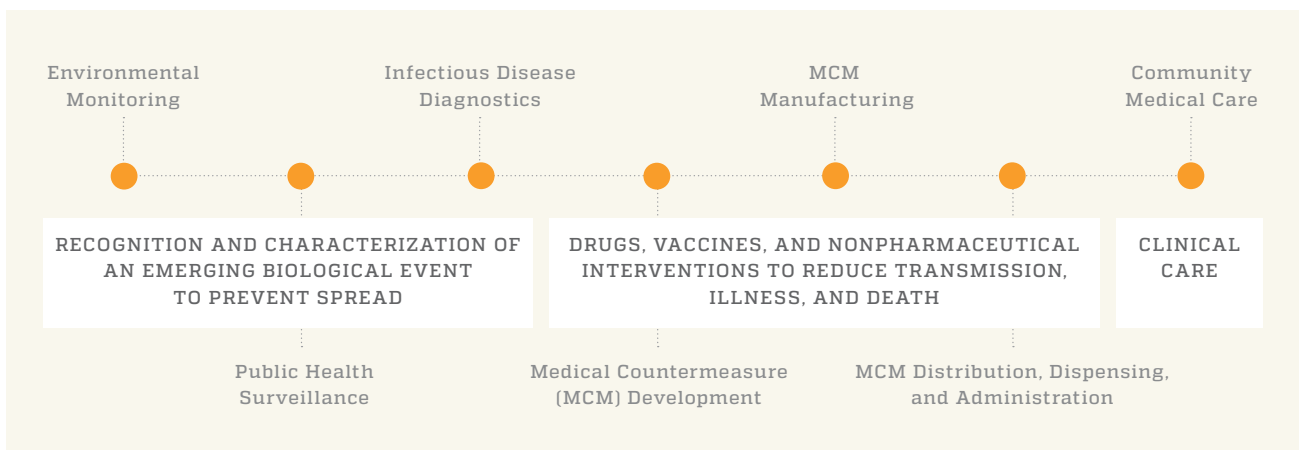 Environmental
Monitoring
Infectious Disease
Diagnostics
MCM
Manufacturing
Community
Medical Care
RECOGNITION AND CHARACTERIZATION OF
AN EMERGING BIOLOGICAL EVENT
TO PREVENT SPREAD
DRUGS, VACCINES, AND NONPHARMACEUTICAL
INTERVENTIONS TO REDUCE TRANSMISSION,
ILLNESS, AND DEATH
CLINICAL
CARE
Public Health
Surveillance
Medical Countermeasure
(MCM) Development
MCM Distribution, Dispensing,
and Administration